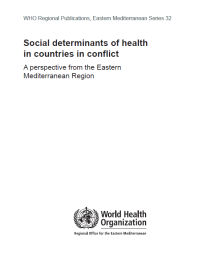 WHO Regional Publications, Eastern Mediterranean Series 32
Social determinants of health
in countries in conflict
A perspective from the Eastern
Mediterranean Region
World Health
Organization
Regional Office for the Eastern Mediterranean